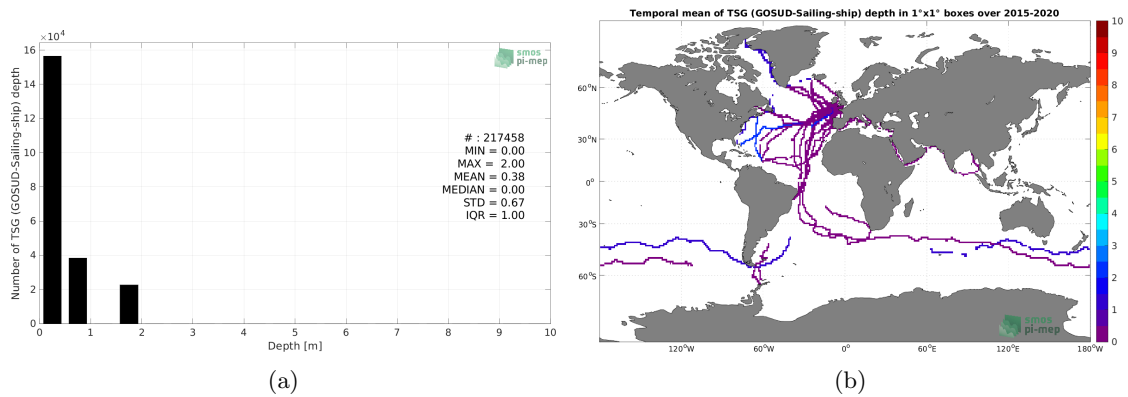 ×10⁴
16
14
12
10
8
6
4
2
0
Number of TSG (GOSUD-Sailing-ship) depth
smos
pi-mep
# : 217458
MIN = 0.00
MAX = 2.00
MEAN = 0.38
MEDIAN = 0.00
STD = 0.67
IQR = 1.00
0 1 2 3 4 5 6 7 8 9 10
Depth [m]
(a)
Temporal mean of TSG (GOSUD-Sailing-ship) depth in 1°x1° boxes over 2015-2020
60°N
30°N
0°
30°S
60°S
120°W 60°W 0° 60°E 120°E 180°W
smos
pi-mep
10
9
8
7
6
5
4
3
2
1
0
(b)